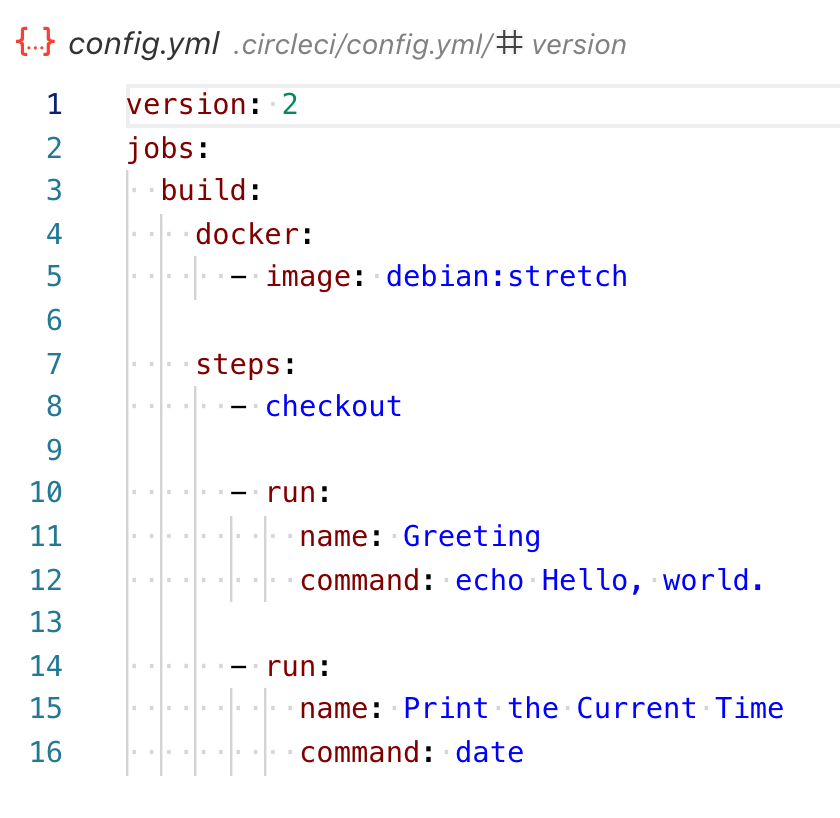 {...} config.yml .circleci/config.yml/# version
1 version: 2
2 jobs:
3   build:
4     docker:
5       - image: debian:stretch
6
7     steps:
8       - checkout
9
10       - run:
11           name: Greeting
12           command: echo Hello, world.
13
14       - run:
15           name: Print the Current Time
16           command: date